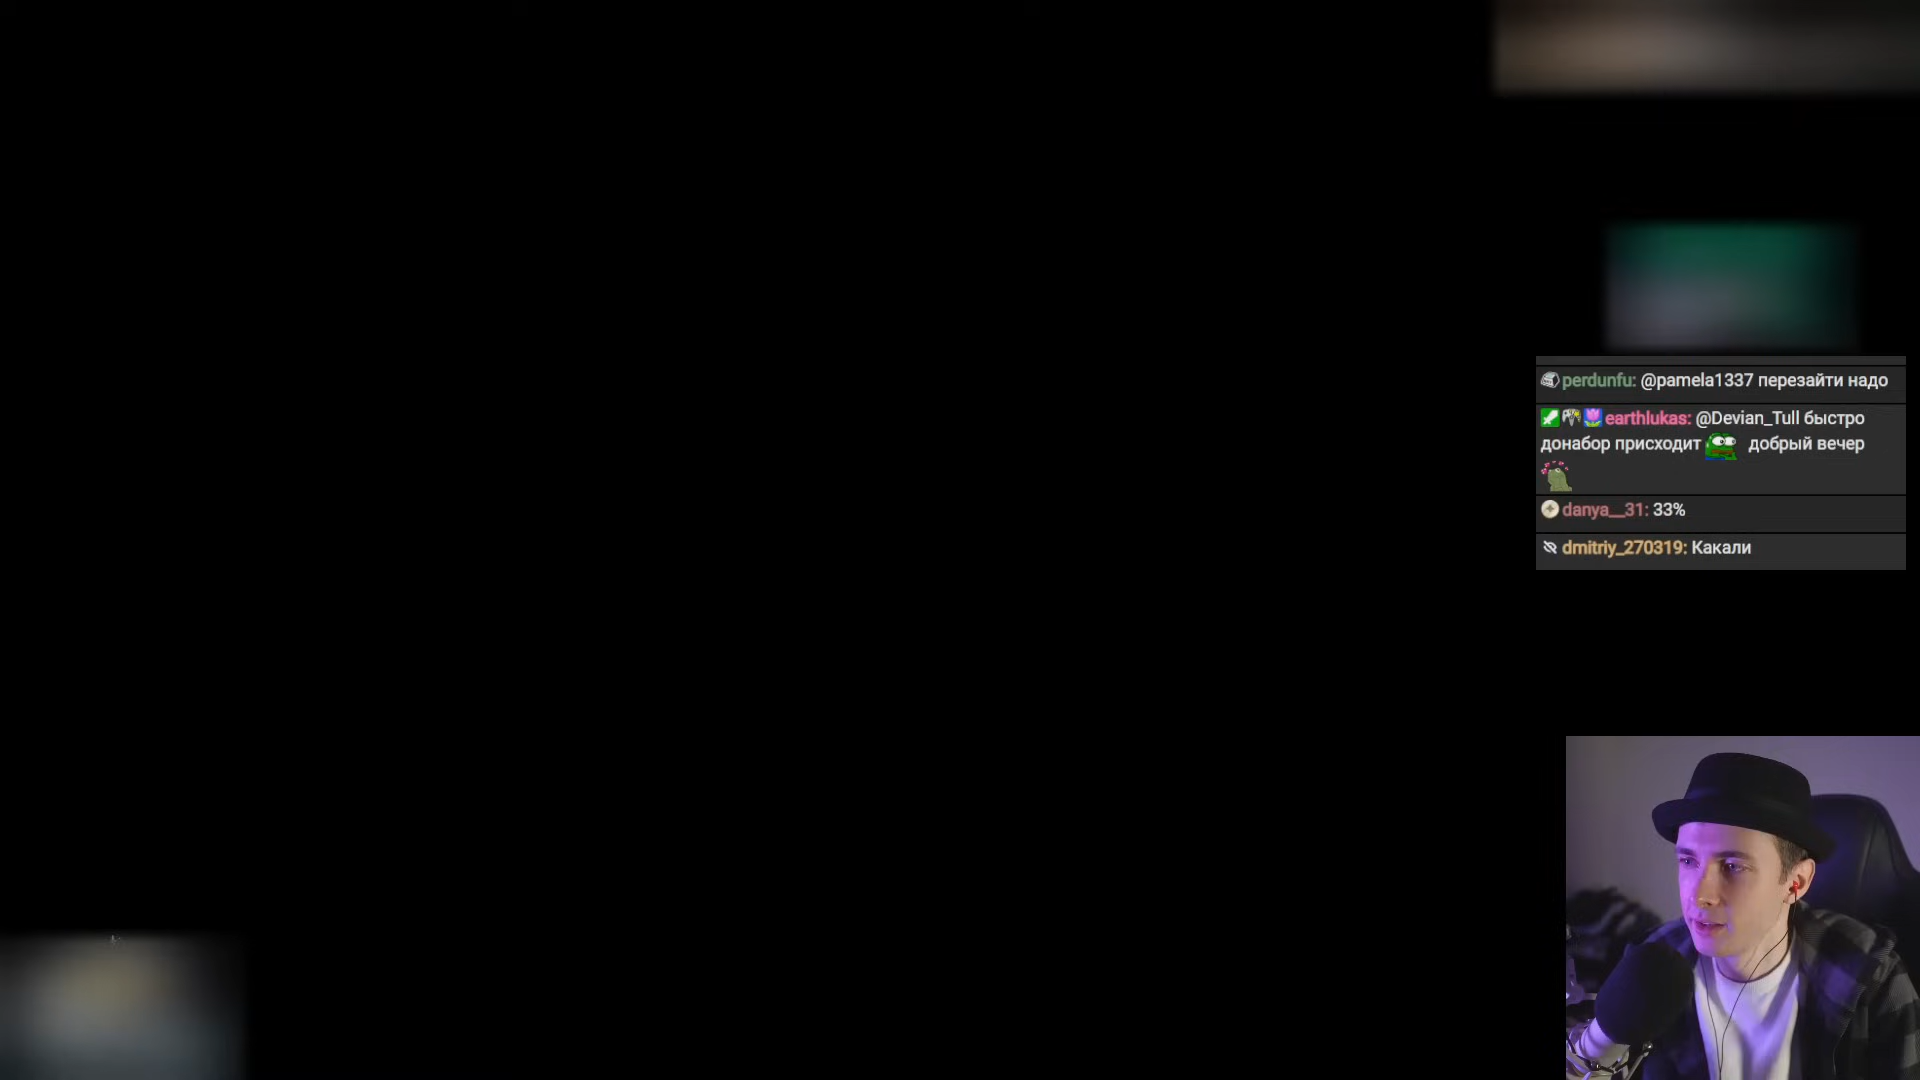 perdunfu: @pamela1337 перезайти надо
earthlukas: @Devian_Tull быстро
донабор присходит добрый вечер
danya__31: 33%
dmitriy_270319: Какали